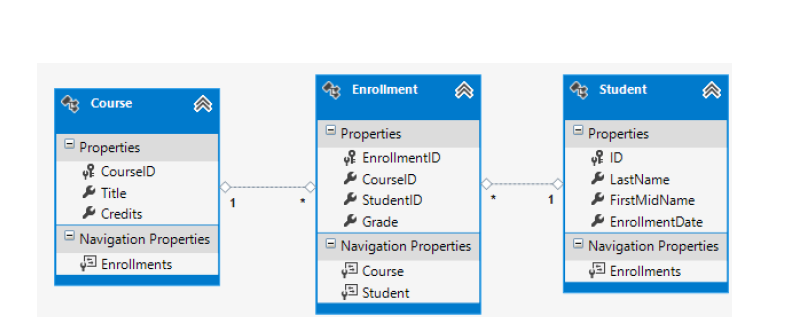 Course
Properties
CourseID
Title
Credits
Navigation Properties
Enrollments
1
*
Enrollment
Properties
EnrollmentID
CourseID
StudentID
Grade
Navigation Properties
Course
Student
*
1
Student
Properties
ID
LastName
FirstMidName
EnrollmentDate
Navigation Properties
Enrollments